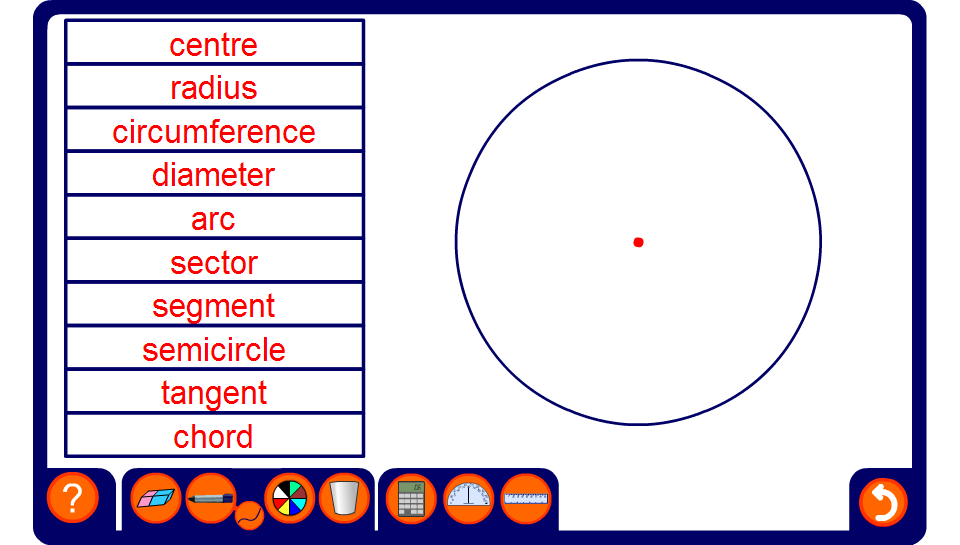 centre
radius
circumference
diameter
arc
sector
segment
semicircle
tangent
chord
?